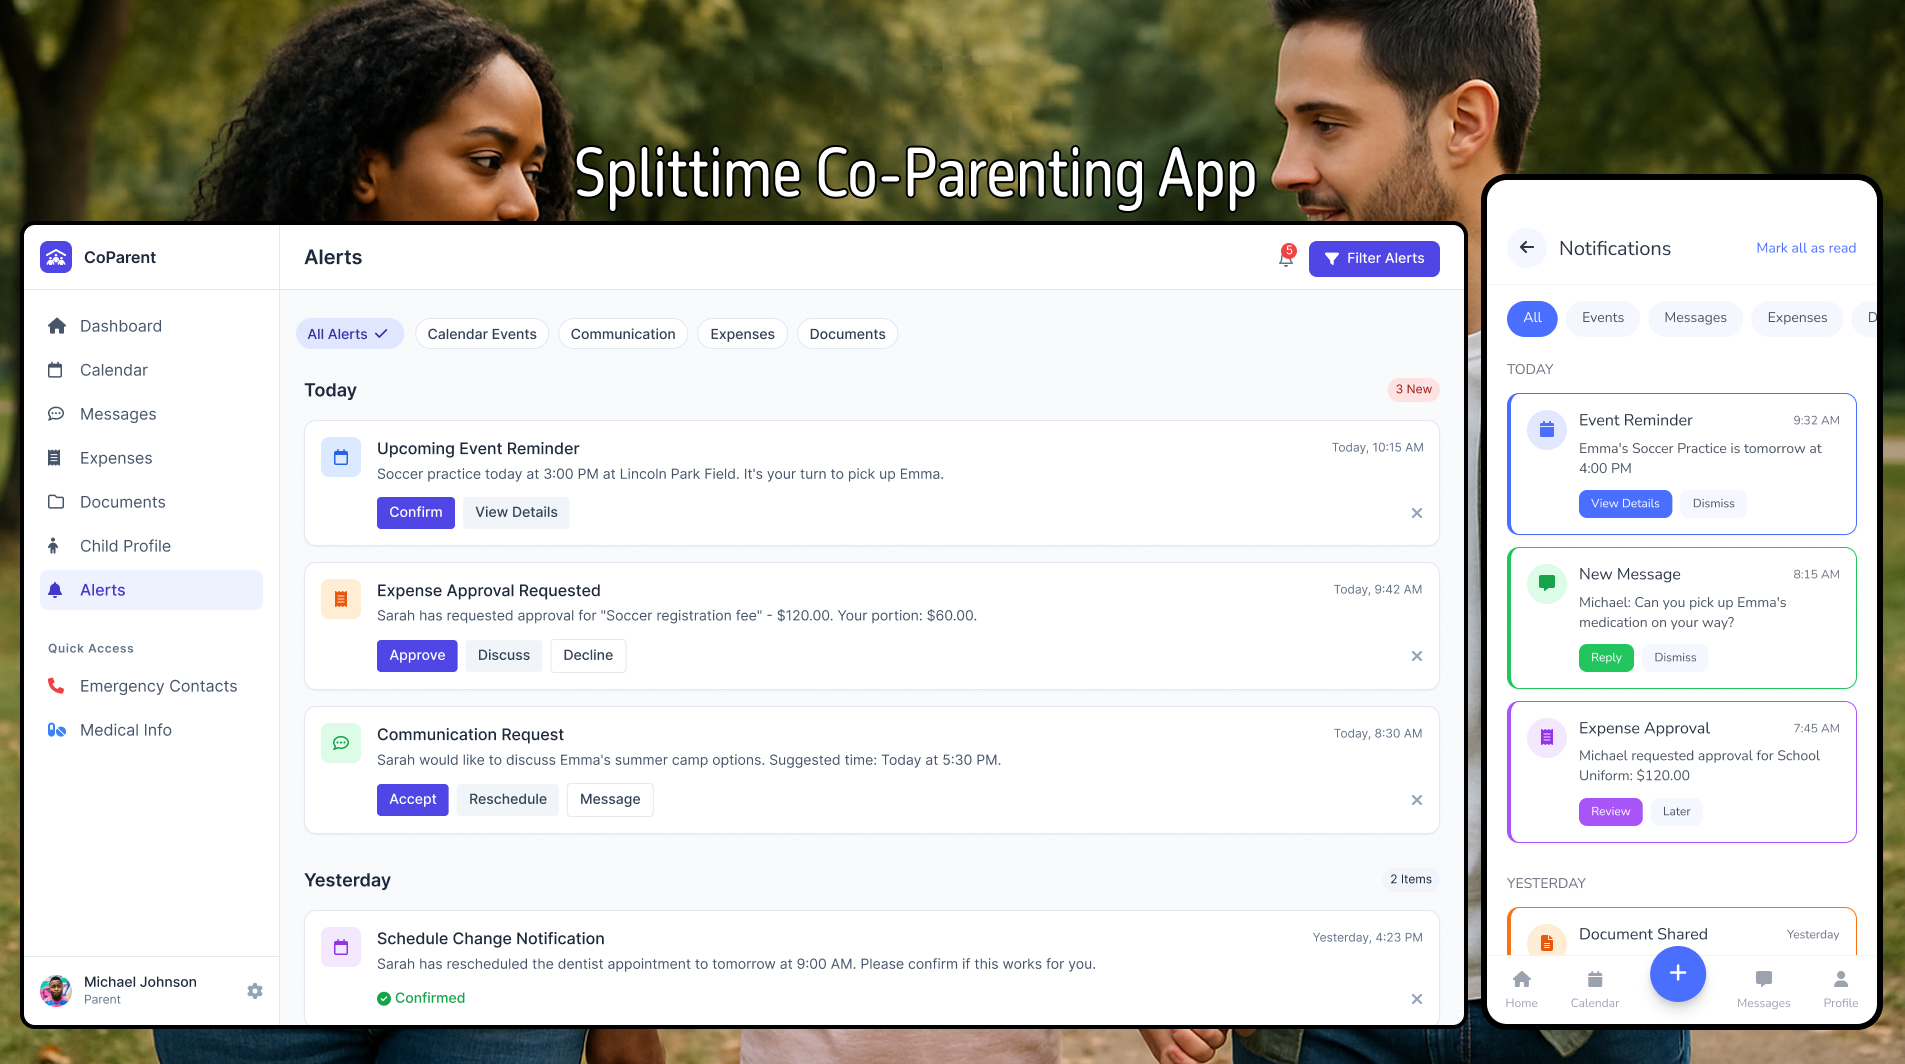 Splittime Co-Parenting App
CoParent
Dashboard
Calendar
Messages
Expenses
Documents
Child Profile
Alerts
Quick Access
Emergency Contacts
Medical Info
Michael Johnson
Parent
Alerts
5
Filter Alerts
All Alerts
Calendar Events
Communication
Expenses
Documents
Today
3 New
Upcoming Event Reminder
Today, 10:15 AM
Soccer practice today at 3:00 PM at Lincoln Park Field. It's your turn to pick up Emma.
Confirm
View Details
Expense Approval Requested
Today, 9:42 AM
Sarah has requested approval for "Soccer registration fee" - $120.00. Your portion: $60.00.
Approve
Discuss
Decline
Communication Request
Today, 8:30 AM
Sarah would like to discuss Emma's summer camp options. Suggested time: Today at 5:30 PM.
Accept
Reschedule
Message
Yesterday
2 Items
Schedule Change Notification
Yesterday, 4:23 PM
Sarah has rescheduled the dentist appointment to tomorrow at 9:00 AM. Please confirm if this works for you.
Confirmed
Notifications
Mark all as read
All
Events
Messages
Expenses
D
TODAY
Event Reminder
9:32 AM
Emma's Soccer Practice is tomorrow at
4:00 PM
View Details
Dismiss
New Message
8:15 AM
Michael: Can you pick up Emma's
medication on your way?
Reply
Dismiss
Expense Approval
7:45 AM
Michael requested approval for School
Uniform: $120.00
Review
Later
YESTERDAY
Document Shared
Yesterday
Home
Calendar
Messages
Profile